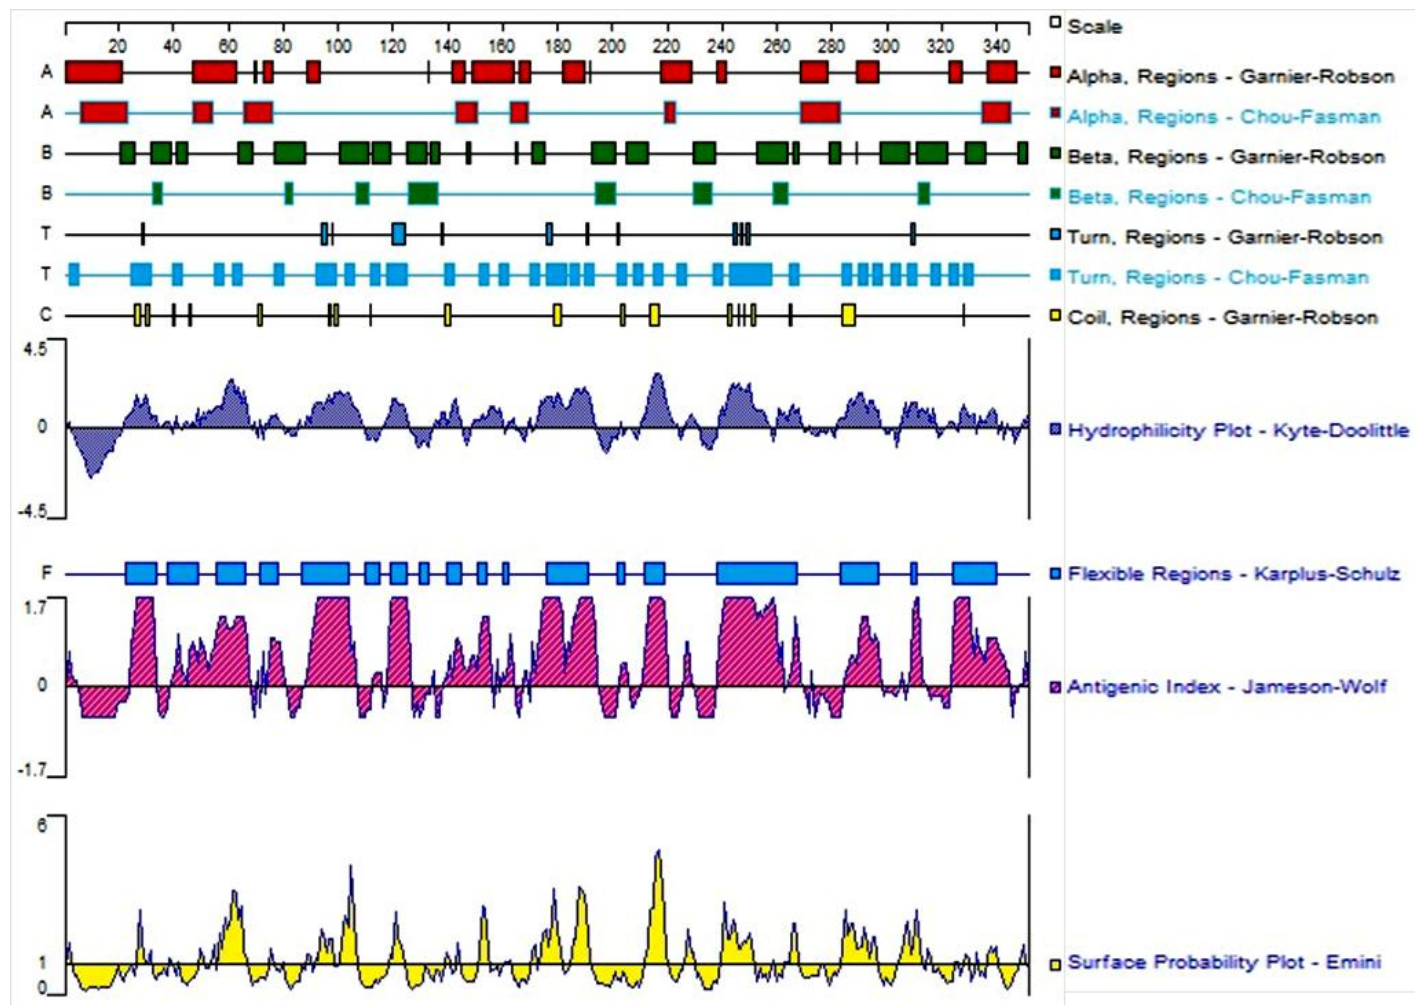 Scale
20 40 60 80 100 120 140 160 180 200 220 240 260 280 300 320 340
A Alpha, Regions - Garnier-Robson
A Alpha, Regions - Chou-Fasman
B Beta, Regions - Garnier-Robson
B Beta, Regions - Chou-Fasman
T Turn, Regions - Garnier-Robson
T Turn, Regions - Chou-Fasman
C Coil, Regions - Garnier-Robson
4.5
0 Hydrophilicity Plot - Kyte-Doolittle
-4.5
F Flexible Regions - Karplus-Schulz
1.7
0 Antigenic Index - Jameson-Wolf
-1.7
6
1 Surface Probability Plot - Emini
0